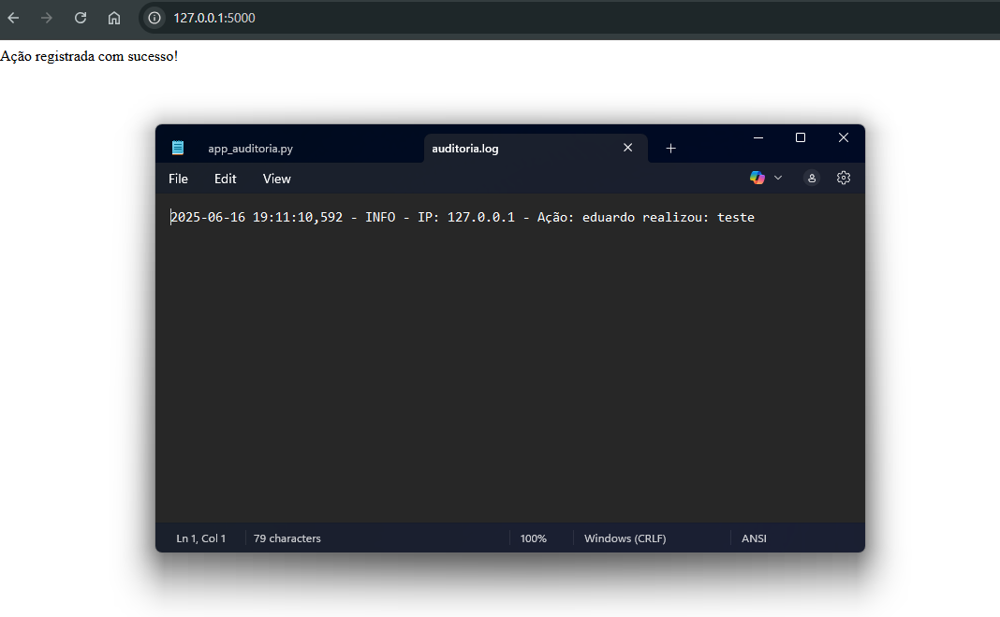 127.0.0.1:5000
Ação registrada com sucesso!
app_auditoria.py
auditoria.log
File Edit View
2025-06-16 19:11:10,592 - INFO - IP: 127.0.0.1 - Ação: eduardo realizou: teste
Ln 1, Col 1 79 characters 100% Windows (CRLF) ANSI